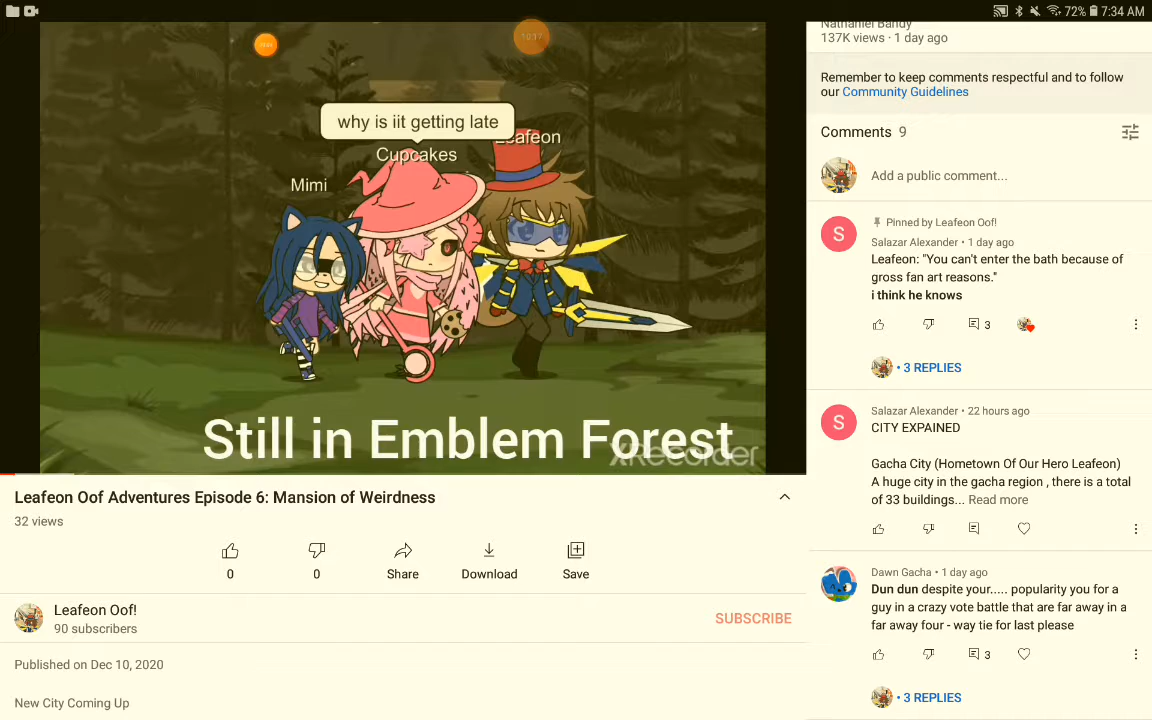 72% 7:34 AM
10:17
why is iit getting late
Leafeon
Cupcakes
Mimi
Still in Emblem Forest
XRecorder
Leafeon Oof Adventures Episode 6: Mansion of Weirdness
32 views
0
0
Share
Download
Save
Leafeon Oof!
90 subscribers
SUBSCRIBE
Published on Dec 10, 2020
New City Coming Up
Nathaniel Bandy
137K views · 1 day ago
Remember to keep comments respectful and to follow
our Community Guidelines
Comments 9
Add a public comment...
Pinned by Leafeon Oof!
S
Salazar Alexander • 1 day ago
Leafeon: "You can't enter the bath because of
gross fan art reasons."
i think he knows
3
• 3 REPLIES
S
Salazar Alexander • 22 hours ago
CITY EXPAINED
Gacha City (Hometown Of Our Hero Leafeon)
A huge city in the gacha region , there is a total
of 33 buildings... Read more
Dawn Gacha • 1 day ago
Dun dun despite your..... popularity you for a
guy in a crazy vote battle that are far away in a
far away four - way tie for last please
3
• 3 REPLIES